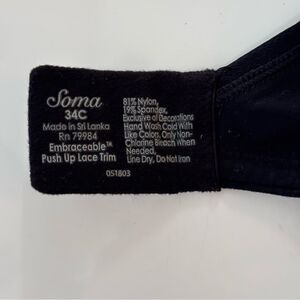 Soma
34C
Made in Sri Lanka
Rn 79984
Embraceable™
Push Up Lace Trim
81% Nylon,
19% Spandex,
Exclusive of Decorations
Hand Wash Cold With
Like Colors, Only Non-
Chlorine Bleach When
Needed,
Line Dry, Do Not Iron
051803